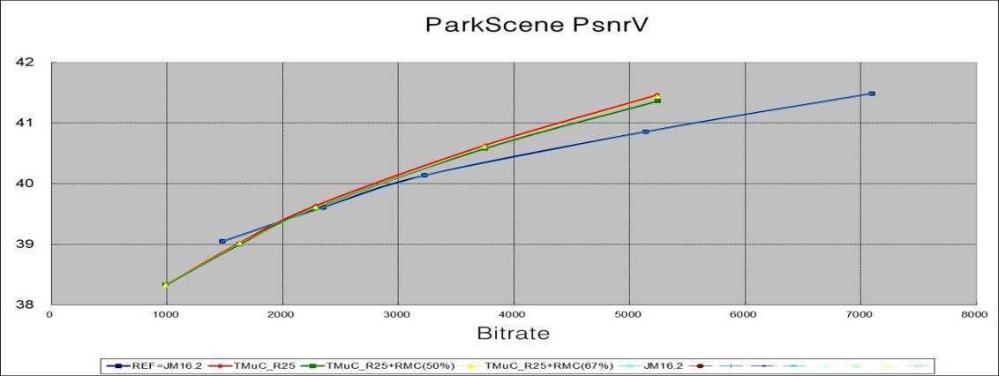 ParkScene PsnrV
42
41
40
39
38
0 1000 2000 3000 4000 5000 6000 7000 8000
Bitrate
REF=JM16.2 TMuC_R25 TMuC_R25+RMC(50%) TMuC_R25+RMC(67%) JM16.2